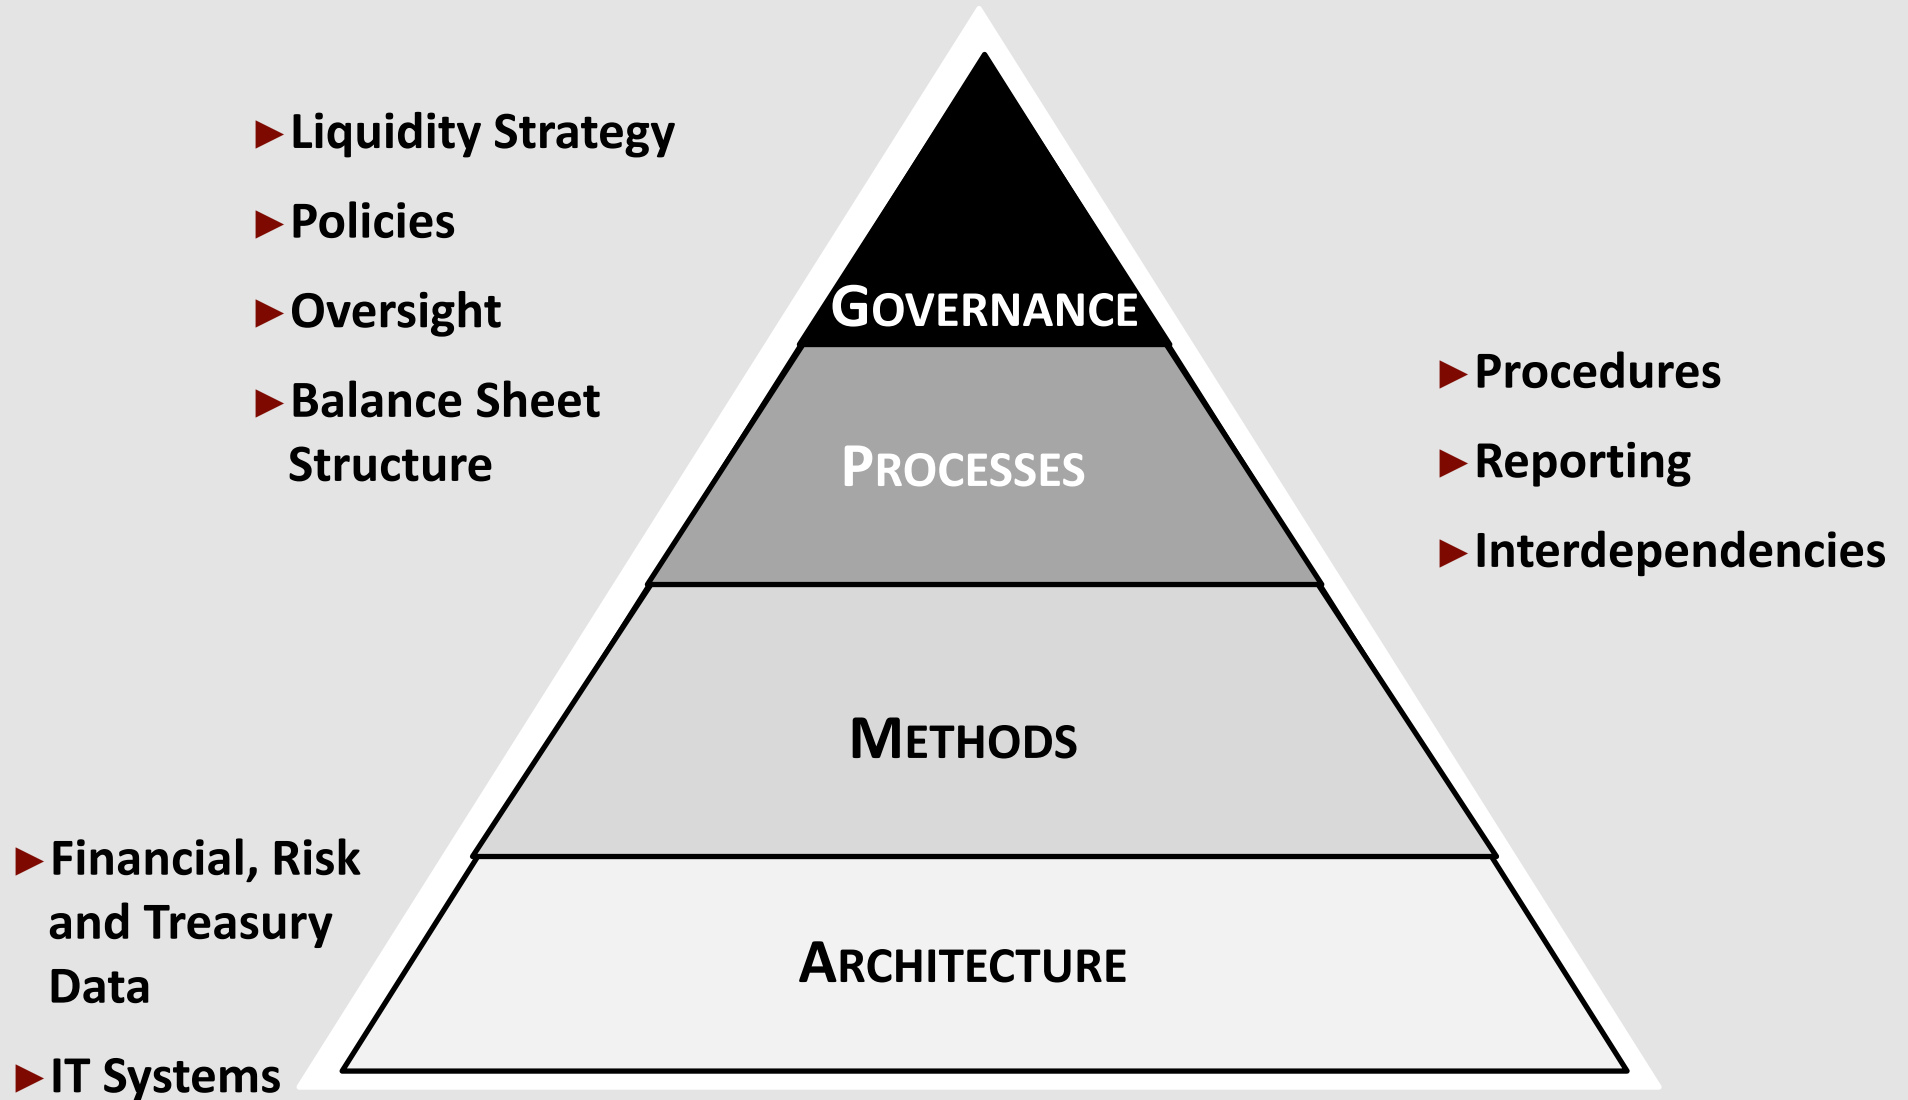 ► Liquidity Strategy
► Policies
► Oversight
► Balance Sheet
Structure
GOVERNANCE
PROCESSES
► Procedures
► Reporting
► Interdependencies
METHODS
► Financial, Risk
and Treasury
Data
► IT Systems
ARCHITECTURE